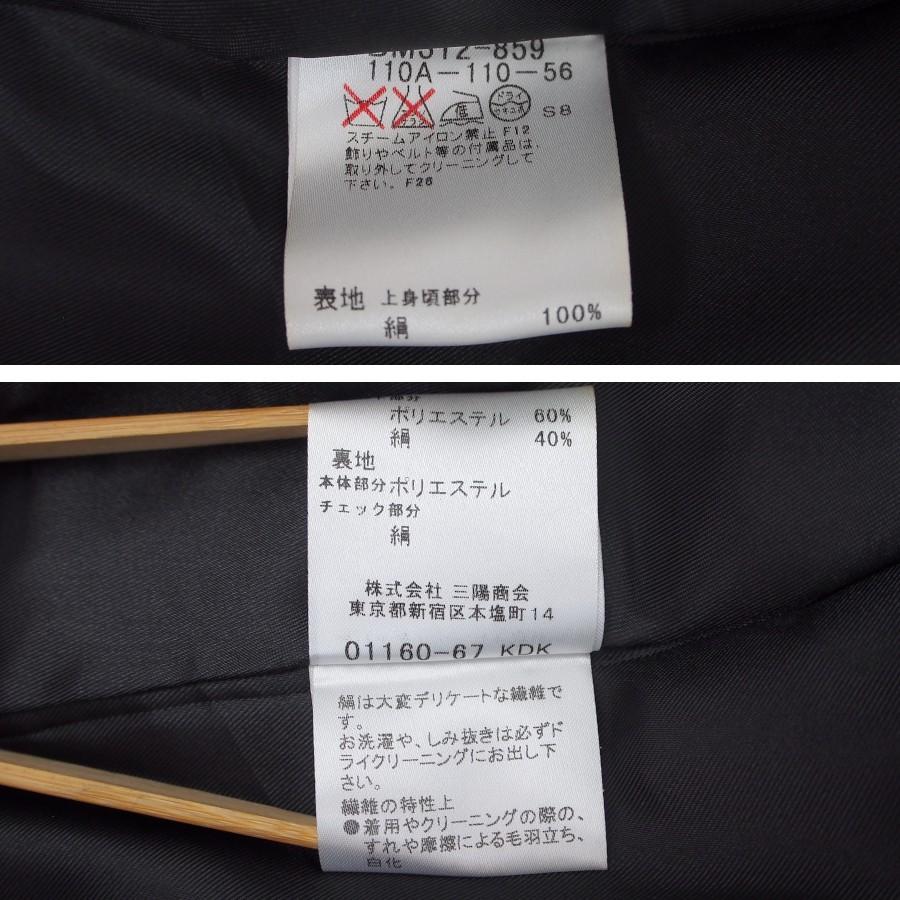 110A-110-56
低 ドライ
S8
スチームアイロン禁止 F12
飾りやベルト等の付属品は、
取り外してクリーニングして
下さい。F26
表地 上身頃部分
絹 100%
ポリエステル 60%
絹 40%
裏地
本体部分 ポリエステル
チェック部分
絹
株式会社 三陽商会
東京都新宿区本塩町14
01160-67 KDK
絹は大変デリケートな繊維で
す。
お洗濯や、しみ抜きは必ずド
ライクリーニングにお出し下
さい。
繊維の特性上
●着用やクリーニングの際の、
すれや摩擦による毛羽立ち、
白化